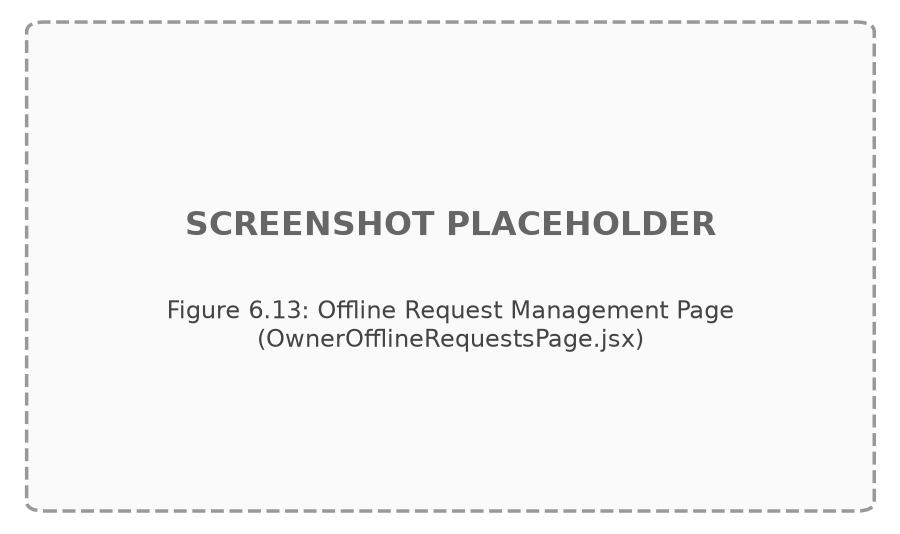 SCREENSHOT PLACEHOLDER
Figure 6.13: Offline Request Management Page
(OwnerOfflineRequestsPage.jsx)